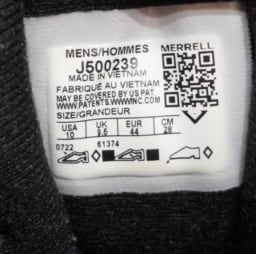 MENS/HOMMES MERRELL
J500239
MADE IN VIETNAM
FABRIQUÉ AU VIETNAM
MAY BE COVERED BY US PAT.
WWW.PATENTS.WWWINC.COM
SIZE/GRANDEUR
USA UK EUR CM
10 9.5 44 28
0722 61374